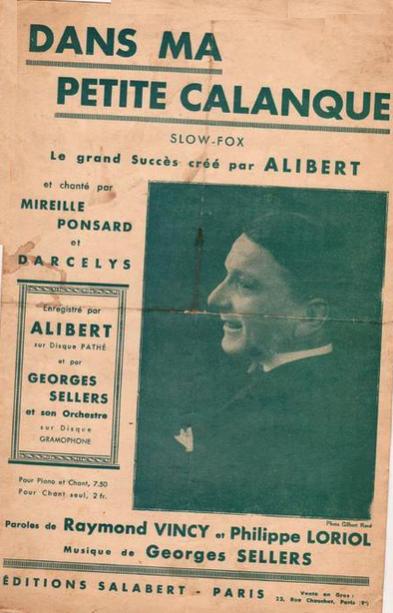 DANS MA
PETITE CALANQUE
SLOW-FOX
Le grand Succès créé par ALIBERT
et chanté par
MIREILLE
PONSARD
et
DARCELYS
Enregistré par
ALIBERT
sur Disque PATHÉ
et par
GEORGES
SELLERS
et son Orchestre
sur Disque
GRAMOPHONE
Pour Piano et Chant, 7.50
Pour Chant seul, 2 fr.
Photo Gilbert
Paroles de Raymond VINCY et Philippe LORIOL
Musique de Georges SELLERS
ÉDITIONS SALABERT - PARIS
Vente en Gros :
22, Rue Chauchat, Paris (9e)